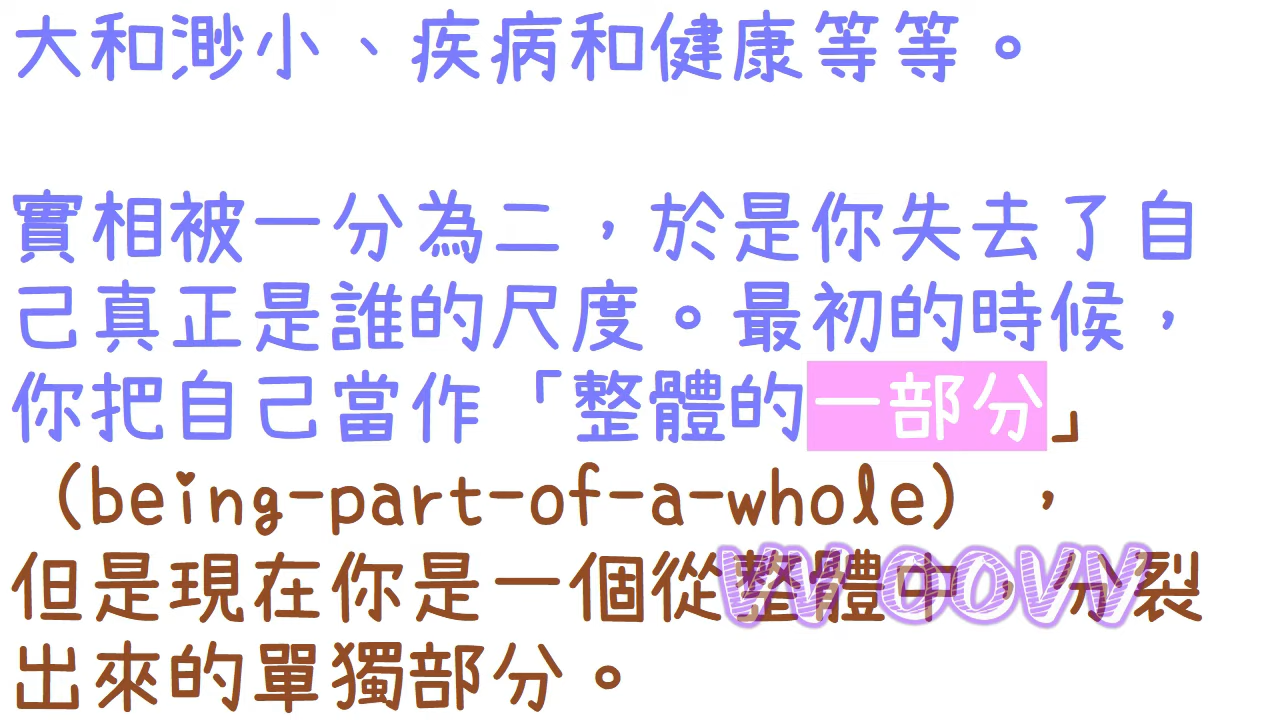 大和渺小、疾病和健康等等。
實相被一分為二，於是你失去了自
己真正是誰的尺度。最初的時候，
你把自己當作「整體的一部分」
（being-part-of-a-whole），
但是現在你是一個從整體中，分裂
出來的單獨部分。